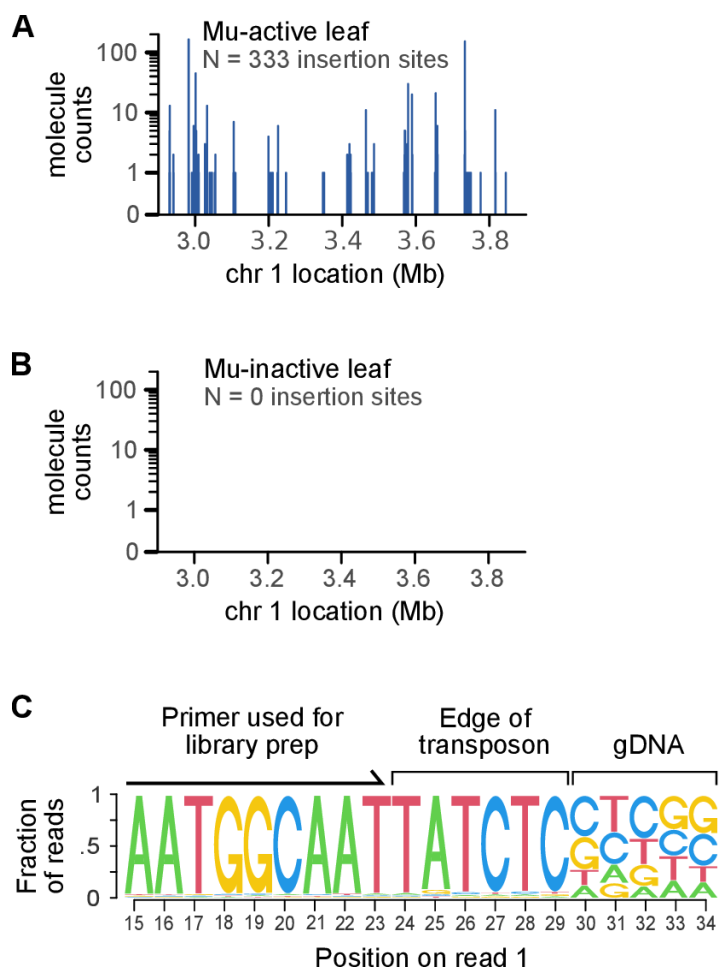 A
Mu-active leaf
N = 333 insertion sites
molecule
counts
100
10
1
0
3.0 3.2 3.4 3.6 3.8
chr 1 location (Mb)
B
Mu-inactive leaf
N = 0 insertion sites
molecule
counts
100
10
1
0
3.0 3.2 3.4 3.6 3.8
chr 1 location (Mb)
C
Primer used for
library prep
Edge of
transposon
gDNA
Fraction
of reads
1
.5
0
AATGGCAATTATCTCCTCGG
GCTCC
TAGTT
AGAAA
15 16 17 18 19 20 21 22 23 24 25 26 27 28 29 30 31 32 33 34
Position on read 1